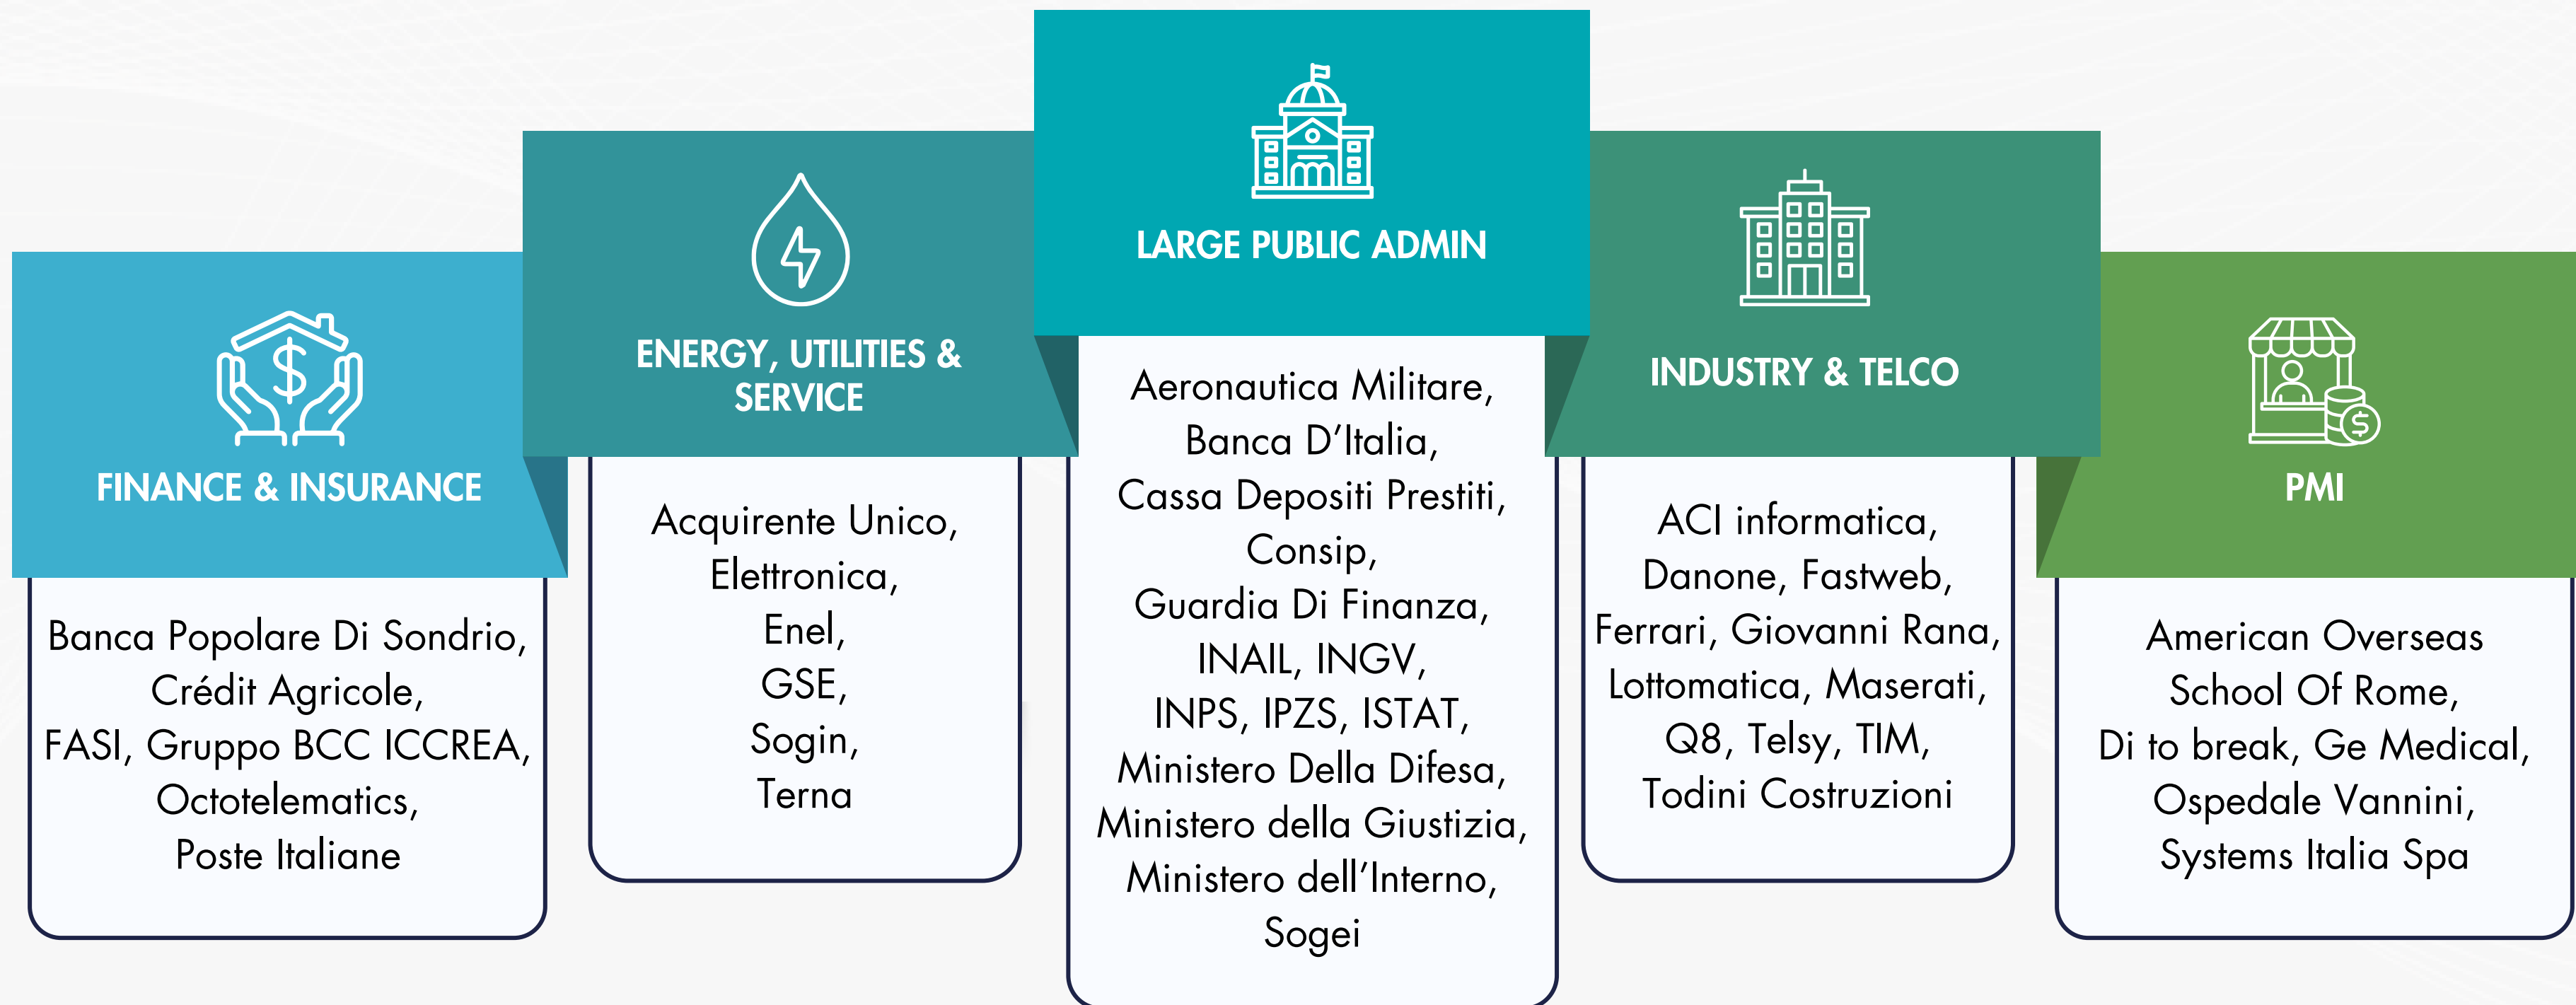 FINANCE & INSURANCE
Banca Popolare Di Sondrio,
Crédit Agricole,
FASI, Gruppo BCC ICCREA,
Octotelematics,
Poste Italiane
ENERGY, UTILITIES &
SERVICE
Acquirente Unico,
Elettronica,
Enel,
GSE,
Sogin,
Terna
LARGE PUBLIC ADMIN
Aeronautica Militare,
Banca D’Italia,
Cassa Depositi Prestiti,
Consip,
Guardia Di Finanza,
INAIL, INGV,
INPS, IPZS, ISTAT,
Ministero Della Difesa,
Ministero della Giustizia,
Ministero dell’Interno,
Sogei
INDUSTRY & TELCO
ACI informatica,
Danone, Fastweb,
Ferrari, Giovanni Rana,
Lottomatica, Maserati,
Q8, Telsy, TIM,
Todini Costruzioni
PMI
American Overseas
School Of Rome,
Di to break, Ge Medical,
Ospedale Vannini,
Systems Italia Spa